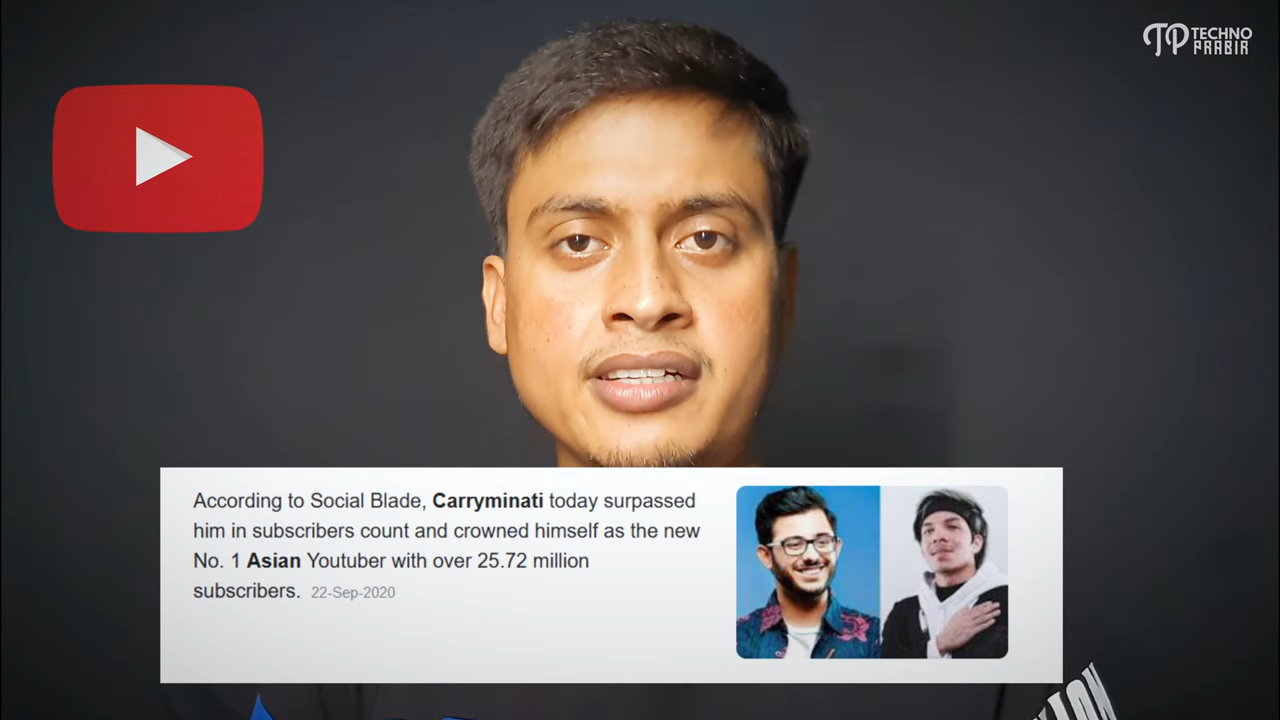 TECHNO
PRABIR
According to Social Blade, Carryminati today surpassed
him in subscribers count and crowned himself as the new
No. 1 Asian Youtuber with over 25.72 million
subscribers. 22-Sep-2020